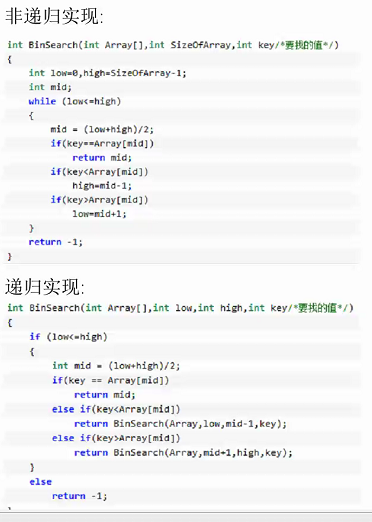 非递归实现:
int BinSearch(int Array[],int SizeOfArray,int key/*要找的值*/)
{
int low=0,high=SizeOfArray-1;
int mid;
while (low<=high)
{
mid = (low+high)/2;
if(key==Array[mid])
return mid;
if(key<Array[mid])
high=mid-1;
if(key>Array[mid])
low=mid+1;
}
return -1;
}
递归实现:
int BinSearch(int Array[],int low,int high,int key/*要找的值*/)
{
if (low<=high)
{
int mid = (low+high)/2;
if(key == Array[mid])
return mid;
else if(key<Array[mid])
return BinSearch(Array,low,mid-1,key);
else if(key>Array[mid])
return BinSearch(Array,mid+1,high,key);
}
else
return -1;
}